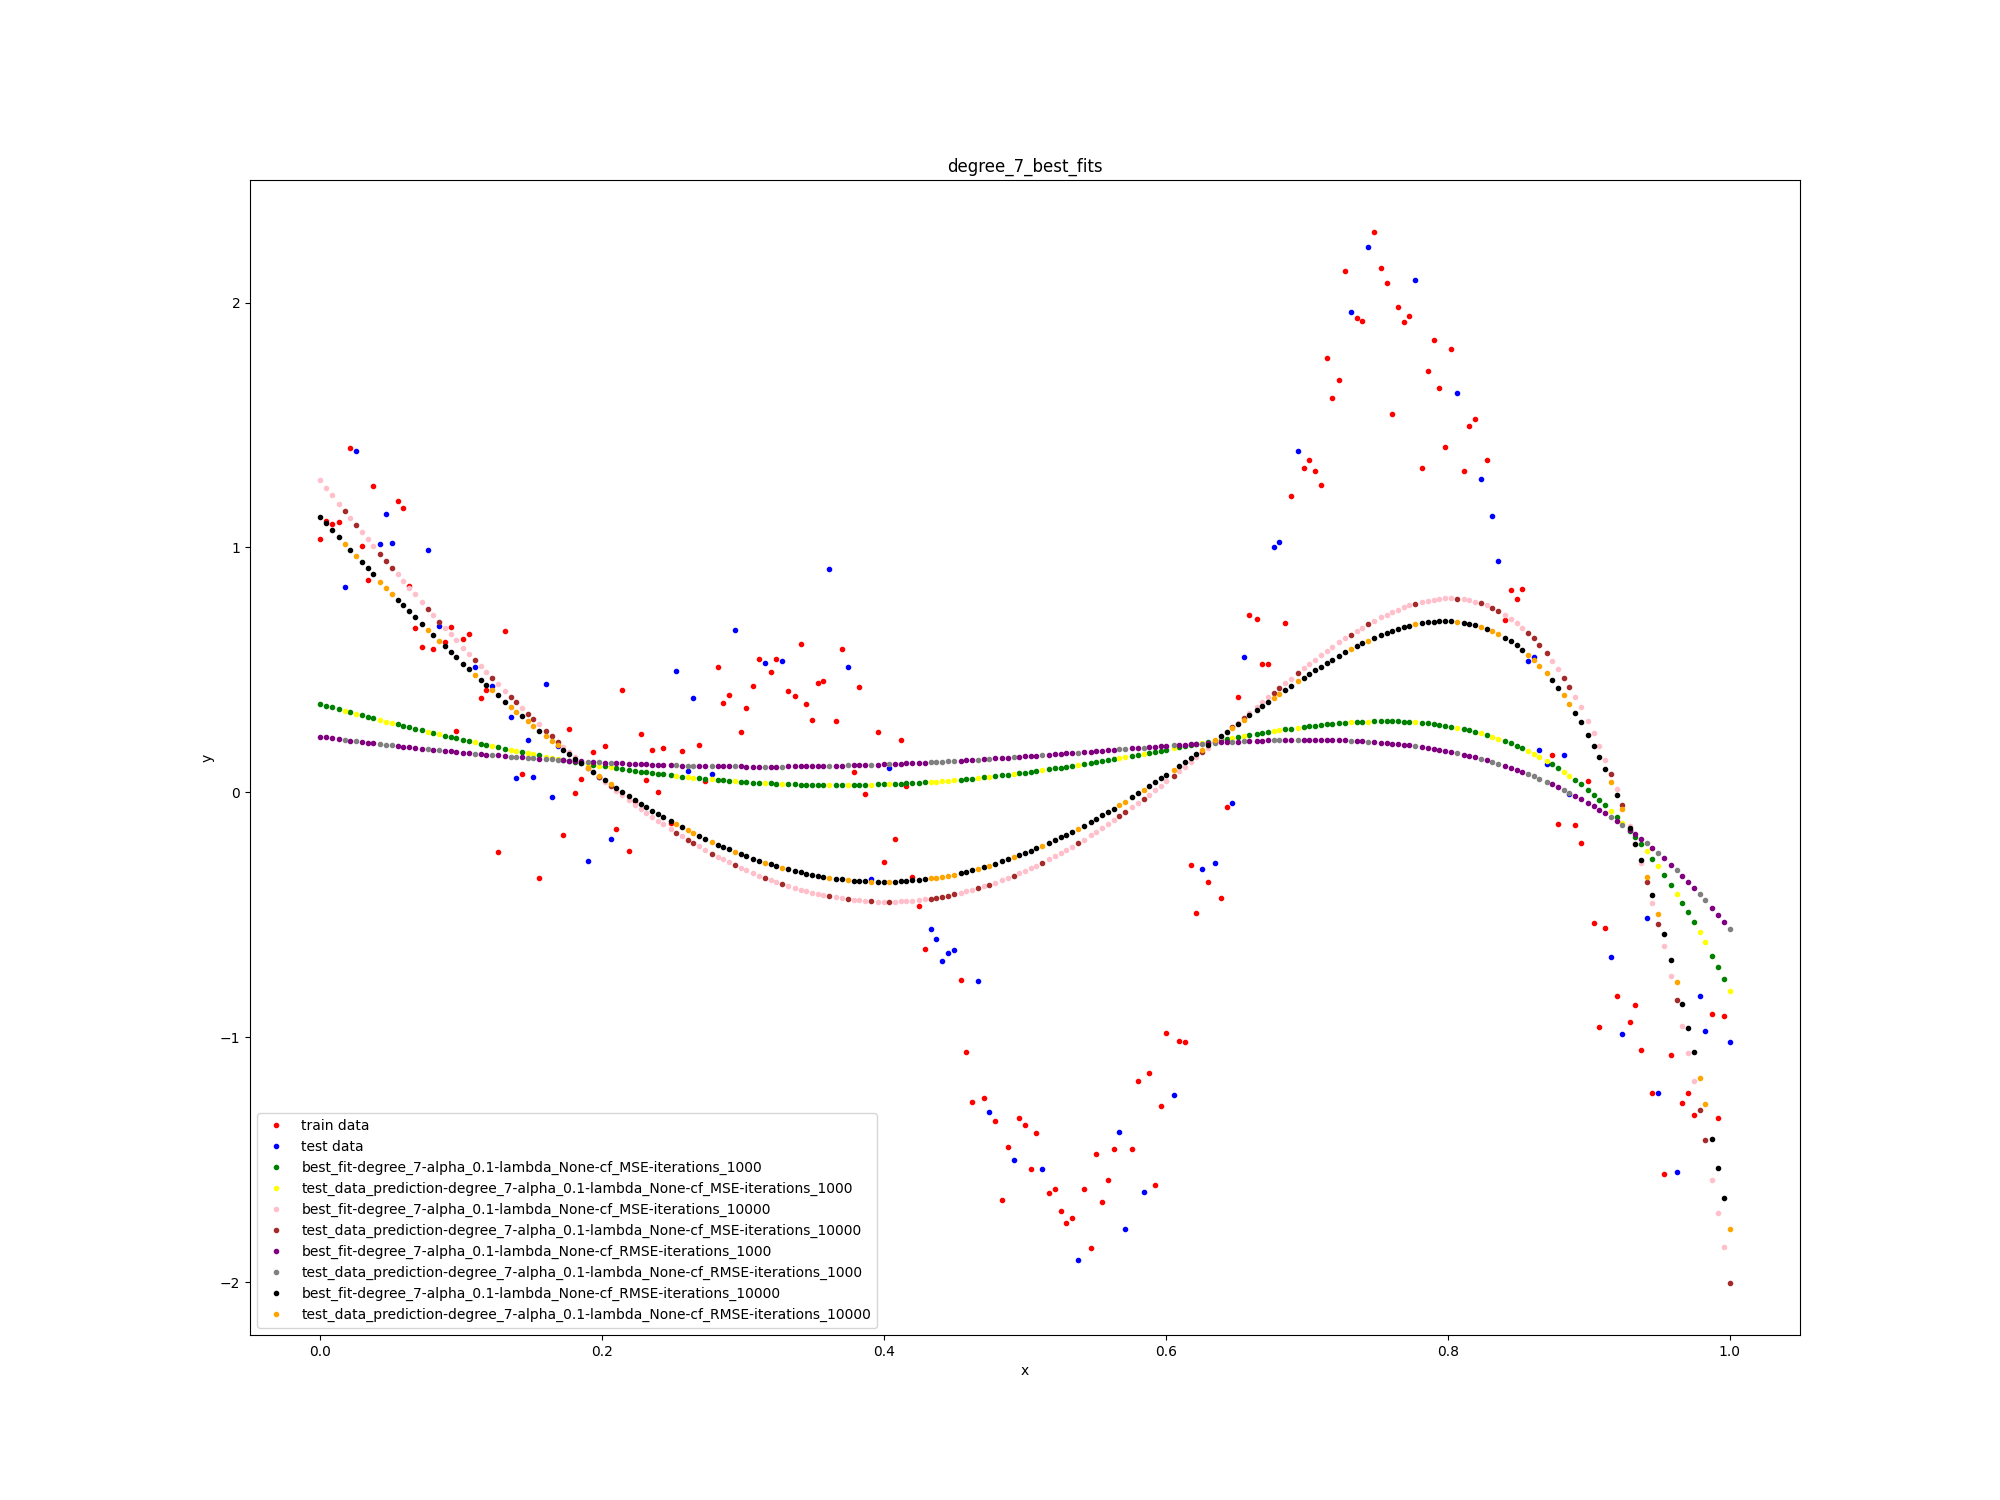 degree_7_best_fits
y
2
1
0
−1
−2
train data
test data
best_fit-degree_7-alpha_0.1-lambda_None-cf_MSE-iterations_1000
test_data_prediction-degree_7-alpha_0.1-lambda_None-cf_MSE-iterations_1000
best_fit-degree_7-alpha_0.1-lambda_None-cf_MSE-iterations_10000
test_data_prediction-degree_7-alpha_0.1-lambda_None-cf_MSE-iterations_10000
best_fit-degree_7-alpha_0.1-lambda_None-cf_RMSE-iterations_1000
test_data_prediction-degree_7-alpha_0.1-lambda_None-cf_RMSE-iterations_1000
best_fit-degree_7-alpha_0.1-lambda_None-cf_RMSE-iterations_10000
test_data_prediction-degree_7-alpha_0.1-lambda_None-cf_RMSE-iterations_10000
0.0 0.2 0.4 0.6 0.8 1.0
x